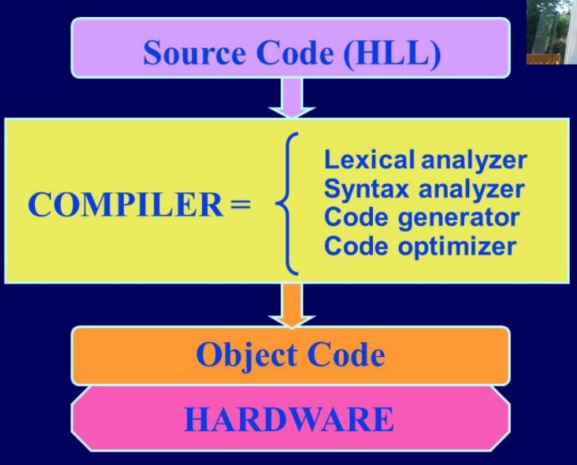 Source Code (HLL)
COMPILER =
Lexical analyzer
Syntax analyzer
Code generator
Code optimizer
Object Code
HARDWARE